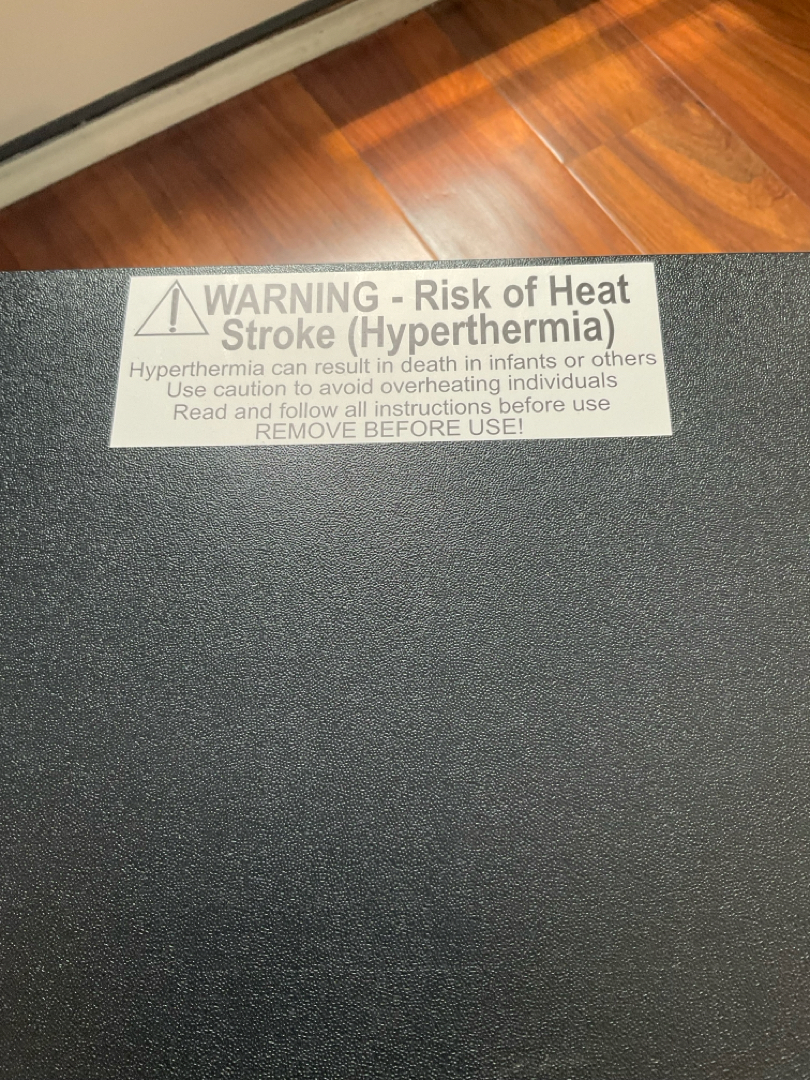 WARNING - Risk of Heat
Stroke (Hyperthermia)
Hyperthermia can result in death in infants or others
Use caution to avoid overheating individuals
Read and follow all instructions before use
REMOVE BEFORE USE!